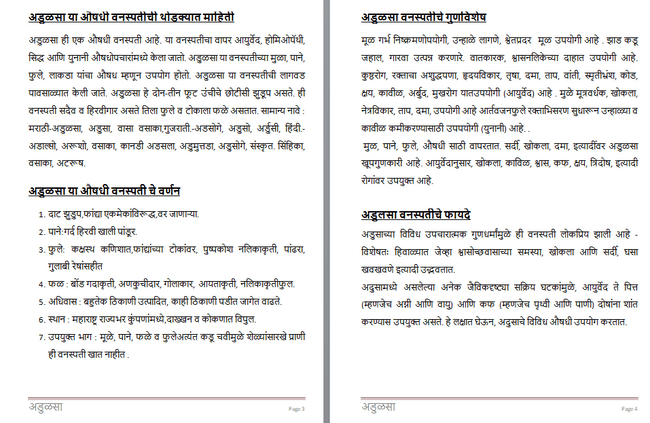 अडुळसा या औषधी वनस्पतीची थोडक्यात माहिती
अडुळसा ही एक औषधी वनस्पती आहे. या वनस्पतीचा वापर आयुर्वेद, होमिओपॅथी,
सिद्ध आणि युनानी औषधोपचारांमध्ये केला जातो. अडुळसा या वनस्पतीच्या मुळा, पाने,
फुले, लाकडा यांचा औषध म्हणून उपयोग होतो. अडुळसा या वनस्पतीची लागवड
पावसाळ्यात केली जाते. अडुळसा हे दोन-तीन फूट उंचीचे छोटीसी झुडूप असते. ही
वनस्पती सदैव व हिरवीगार असते तिला फुले व टोकाला फळे असतात. सामान्य नावे :
मराठी-अडुळसा, अडुसा, वासा वसाका,गुजराती.-अडसोगे, अडुसो, अर्डुसी, हिंदी.-
अडाल्सो, अरूशो, वसाका, कानडी अडसला, अडुमुत्तडा, अडुसोगे, संस्कृत. सिंहिका,
वसाका, अटरूष.
अडुळसा या औषधी वनस्पती चे वर्णन
1. दाट झुडुप,फांद्या एकमेकांविरूद्ध,वर जाणाऱ्या.
2. पाने:गर्द हिरवी खाली पांडूर.
3. फुले: कक्षस्थ कणिशात,फांद्यांच्या टोकांवर, पुष्पकोश नलिकाकृती, पांढरा,
गुलाबी रेषांसहीत
4. फळ : बोंड गदाकृती, अणकुचीदार, गोलाकार, आयताकृती, नलिकाकृतीफुल.
5. अधिवास : बहुतेक ठिकाणी उत्पादित, काही ठिकाणी पडीत जागेत वाढते.
6. स्थान : महाराष्ट्र राज्यभर कुंपणांमध्ये,दाख्खन व कोकणात विपुल.
7. उपयुक्त भाग : मूळे, पाने, फळे व फुलेअत्यंत कडू चवीमुळे शेळ्यांसारखे प्राणी
ही वनस्पती खात नाहीत .
अडुळसा
Page 3
अडुळसा वनस्पतीचे गुणविशेष
मूळ गर्भ निष्क्रमणोपयोगी, उन्हाळे लागणे, श्वेतप्रदर मूळ उपयोगी आहे . झाड कडू
जहाल, गारवा उत्पन्न करणारे. वातकारक, श्वासनलिकेच्या दाहात उपयोगी आहे.
कुष्ठरोग, रक्ताचा अशुद्धपणा, हृदयविकार, तृषा, दमा, ताप, वांती, स्मृतीभ्रंश, कोड,
क्षय, कावीळ, अर्बुद, मुखरोग यातउपयोगी (आयुर्वेद) आहे . मुळे मूत्रवर्धक, खोकला,
नेत्रविकार, ताप, दमा, उपयोगी आहे आर्तवजनफुले रक्ताभिसरण सुधारून उन्हाळ्या व
कावीळ कमीकरण्यासाठी उपपयोगी (युनानी) आहे. .
मुळ, पाने, फुले, औषधी साठी वापरतात. सर्दी, खोकला, दमा, इत्यादींवर अडुळसा
खूपगुणकारी आहे. आयुर्वेदानुसार, खोकला, काविळ, श्वास, कफ, क्षय, त्रिदोष, इत्यादी
रोगांवर उपयुक्त आहे.
अडुलसा वनस्पतीचे फायदे
अडुसाच्या विविध उपचारात्मक गुणधर्मांमुळे ही वनस्पती लोकप्रिय झाली आहे -
विशेषतः हिवाळ्यात जेव्हा श्वासोच्छवासाच्या समस्या, खोकला आणि सर्दी, घसा
खवखवणे इत्यादी उद्भवतात.
अदुसामध्ये असलेल्या अनेक जैविकदृष्ट्या सक्रिय घटकांमुळे, आयुर्वेद ते पित्त
(म्हणजेच अग्नी आणि वायु) आणि कफ (म्हणजेच पृथ्वी आणि पाणी) दोषांना शांत
करण्यास उपयुक्त असते. हे लक्षात घेऊन, अदुसाचे विविध औषधी उपयोग करतात.
अडुळसा
Page 4